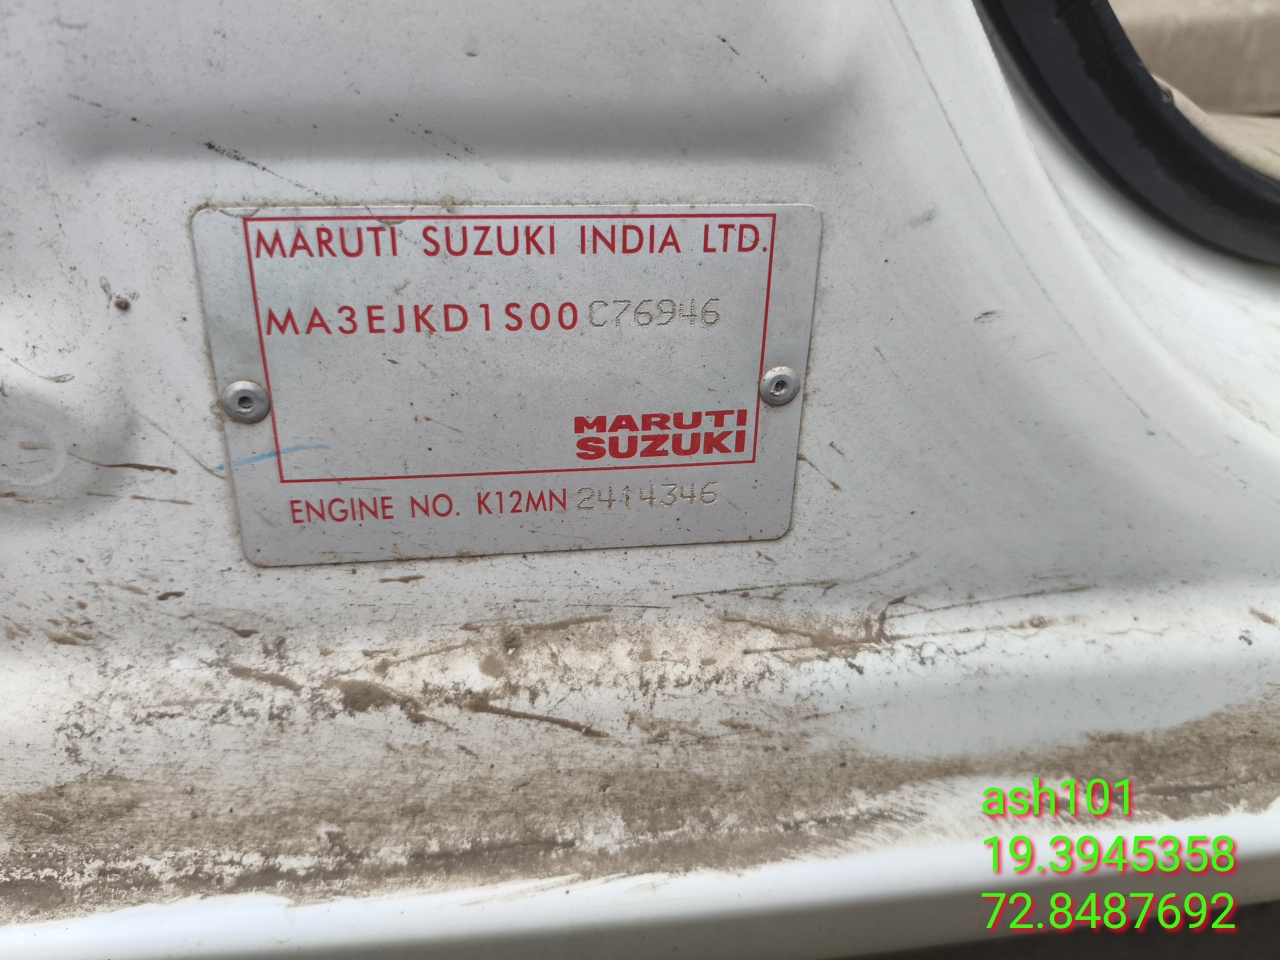 MARUTI SUZUKI INDIA LTD.
MA3EJKD1S00C76946
MARUTI
SUZUKI
ENGINE NO. K12MN2414346
ash101
19.3945358
72.8487692